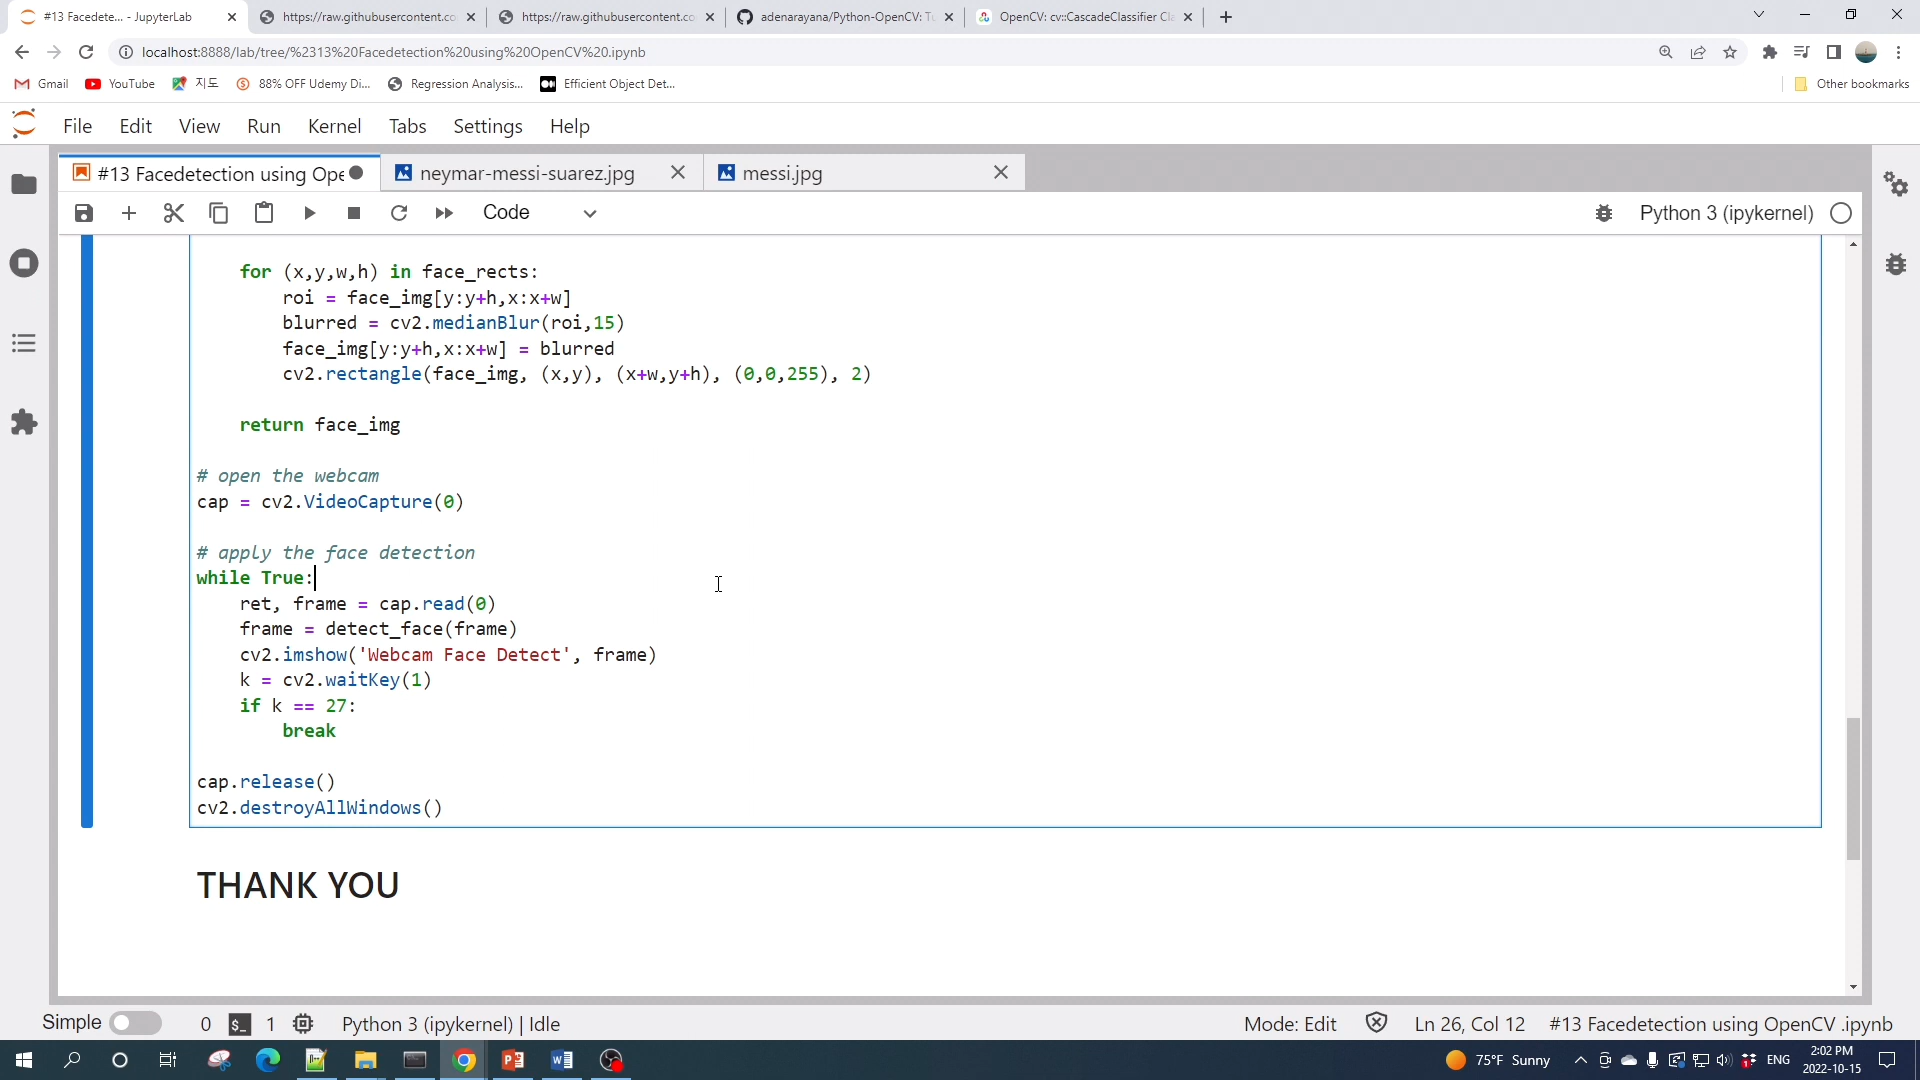 #13 Facedete... - JupyterLab
https://raw.githubusercontent.co
https://raw.githubusercontent.co
adenarayana/Python-OpenCV: Tu
OpenCV: cv::CascadeClassifier Cla
localhost:8888/lab/tree/%2313%20Facedetection%20using%20OpenCV%20.ipynb
Gmail
YouTube
지도
88% OFF Udemy Di...
Regression Analysis...
Efficient Object Det...
Other bookmarks
File Edit View Run Kernel Tabs Settings Help
#13 Facedetection using Ope
neymar-messi-suarez.jpg
messi.jpg
Code
Python 3 (ipykernel)
for (x,y,w,h) in face_rects:
roi = face_img[y:y+h,x:x+w]
blurred = cv2.medianBlur(roi,15)
face_img[y:y+h,x:x+w] = blurred
cv2.rectangle(face_img, (x,y), (x+w,y+h), (0,0,255), 2)
return face_img
# open the webcam
cap = cv2.VideoCapture(0)
# apply the face detection
while True:
ret, frame = cap.read(0)
frame = detect_face(frame)
cv2.imshow('Webcam Face Detect', frame)
k = cv2.waitKey(1)
if k == 27:
break
cap.release()
cv2.destroyAllWindows()
THANK YOU
Simple 0 1 Python 3 (ipykernel) | Idle
Mode: Edit Ln 26, Col 12 #13 Facedetection using OpenCV .ipynb
75°F Sunny
ENG
2:02 PM
2022-10-15